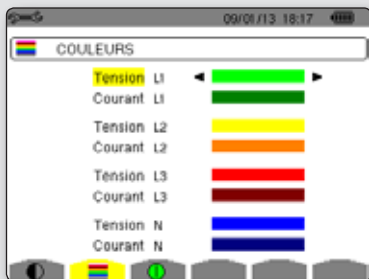 09/01/13 18:17
COULEURS
Tension L1
Courant L1
Tension L2
Courant L2
Tension L3
Courant L3
Tension N
Courant N